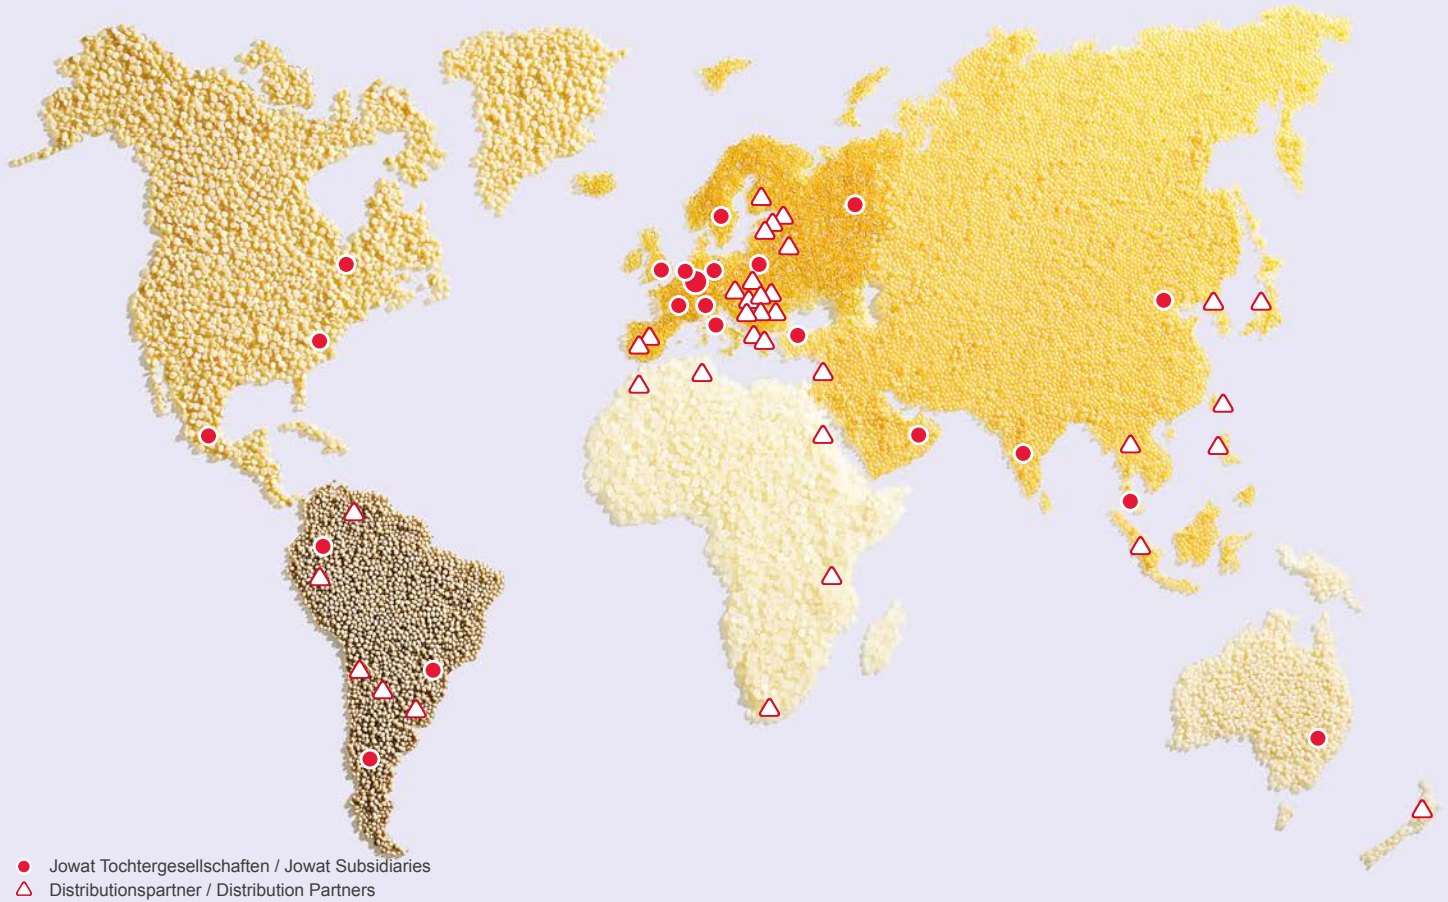 Jowat Tochtergesellschaften / Jowat Subsidiaries
Distributionspartner / Distribution Partners